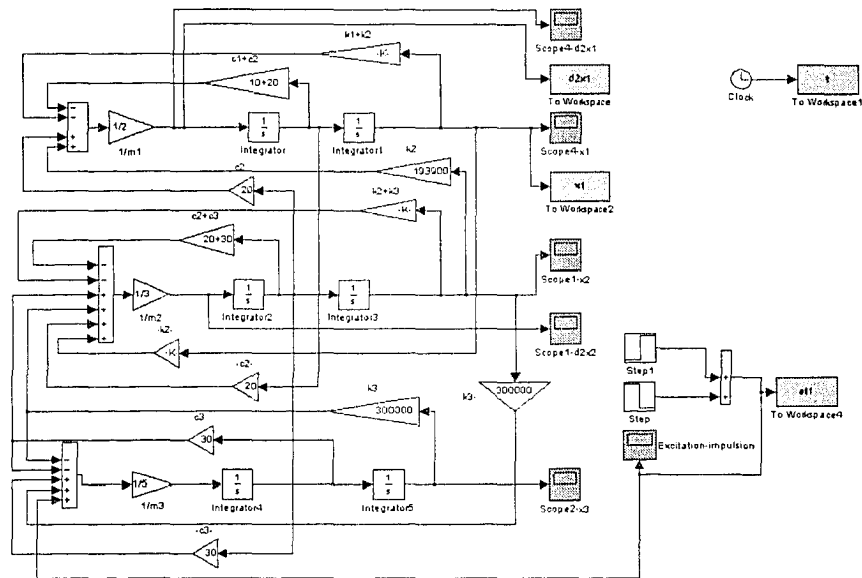 k1+k2
-K-
Scope4-d2x1
c1+c2
10+20
d2x1
To Workspace
Clock
t
To Workspace1
1/2
1/m1
1
s
Integrator
1
s
Integrator1
Scope4-x1
k2
193900
c2
20
k2+k3
-K-
x1
To Workspace2
c2+c3
20+30
Scope1-x2
1/3
1/m2
1
s
Integrator2
1
s
Integrator3
-k2-
-K-
Scope1-d2x2
-c2-
20
k3
300000
k3-
300000
Step1
Step
To Workspace4
c3
30
Excitation-impulsion
1/5
1/m3
1
s
Integrator4
1
s
Integrator5
Scope2-x3
-c3-
30